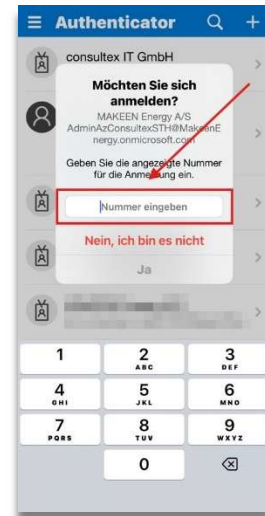 Authenticator
consultex IT GmbH
Möchten Sie sich
anmelden?
MAKEEN Energy A/S
AdminAzConsultexSTH@MakeenE
nergy.onmicrosoft.com
Geben Sie die angezeigte Nummer
für die Anmeldung ein.
Nummer eingeben
Nein, ich bin es nicht
Ja
1
2
ABC
3
DEF
4
GHI
5
JKL
6
MNO
7
PQRS
8
TUV
9
WXYZ
0